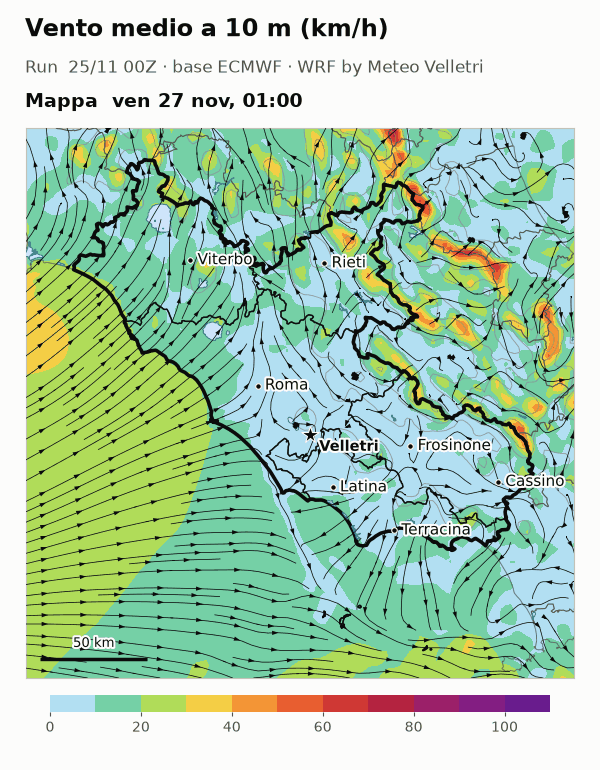 Vento medio a 10 m (km/h)
Run  25/11 00Z · base ECMWF · WRF by Meteo Velletri
Mappa  ven 27 nov, 01:00
Viterbo
Rieti
Roma
Velletri
Frosinone
Cassino
Latina
Terracina
50 km
0 20 40 60 80 100